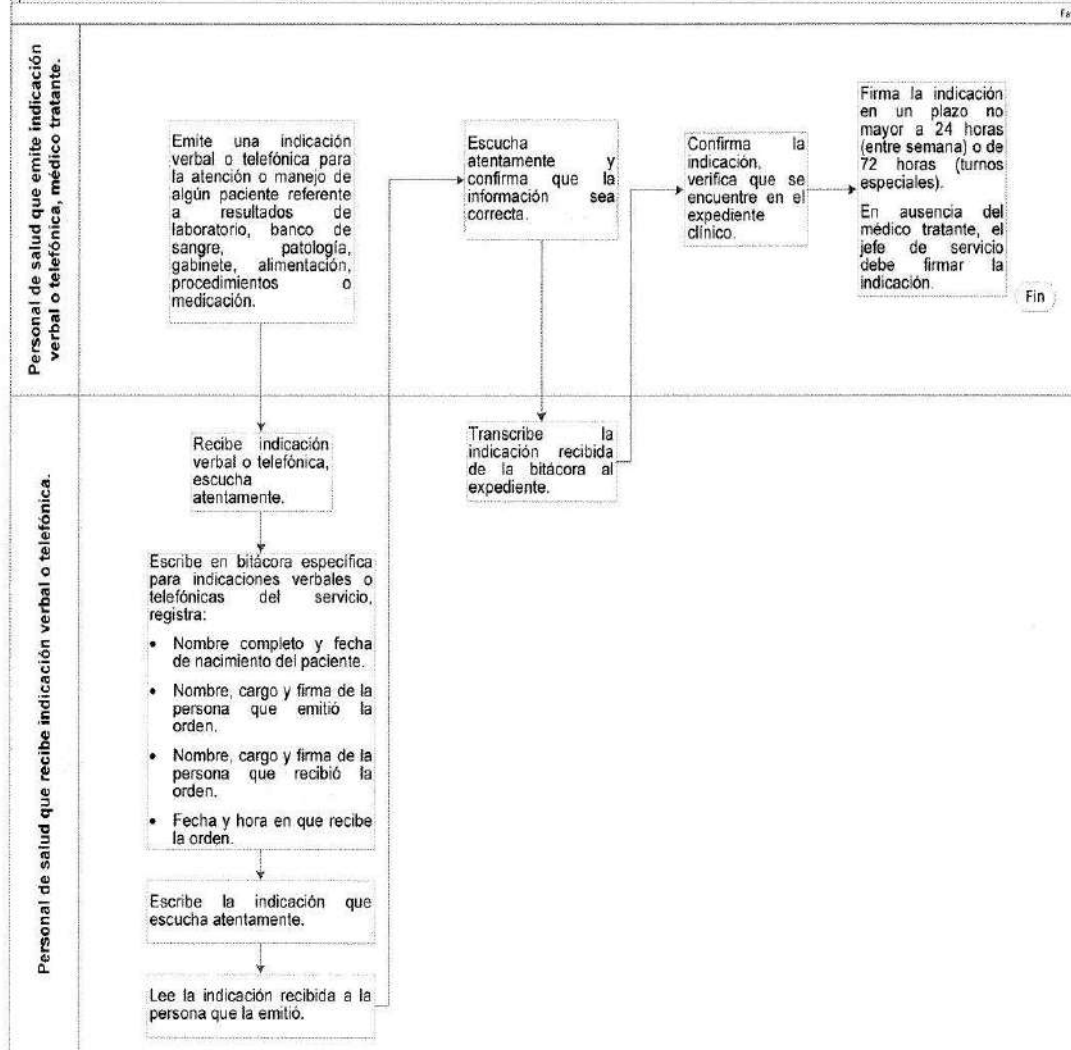 Personal de salud que emite indicación
verbal o telefónica, médico tratante.
Emite una indicación
verbal o telefónica para
la atención o manejo de
algún paciente referente
a resultados de
laboratorio, banco de
sangre, patología,
gabinete, alimentación,
procedimientos o
medicación.
Escucha
atentamente y
confirma que la
información sea
correcta.
Confirma la
indicación,
verifica que se
encuentre en el
expediente
clínico.
Firma la indicación
en un plazo no
mayor a 24 horas
(entre semana) o de
72 horas (turnos
especiales).
En ausencia del
médico tratante, el
jefe de servicio
debe firmar la
indicación.
Fin
Personal de salud que recibe indicación verbal o telefónica.
Recibe indicación
verbal o telefónica,
escucha
atentamente.
Transcribe la
indicación recibida
de la bitácora al
expediente.
Escribe en bitácora específica
para indicaciones verbales o
telefónicas del servicio,
registra:
• Nombre completo y fecha
de nacimiento del paciente.
• Nombre, cargo y firma de la
persona que emitió la
orden.
• Nombre, cargo y firma de la
persona que recibió la
orden.
• Fecha y hora en que recibe
la orden.
Escribe la indicación que
escucha atentamente.
Lee la indicación recibida a la
persona que la emitió.